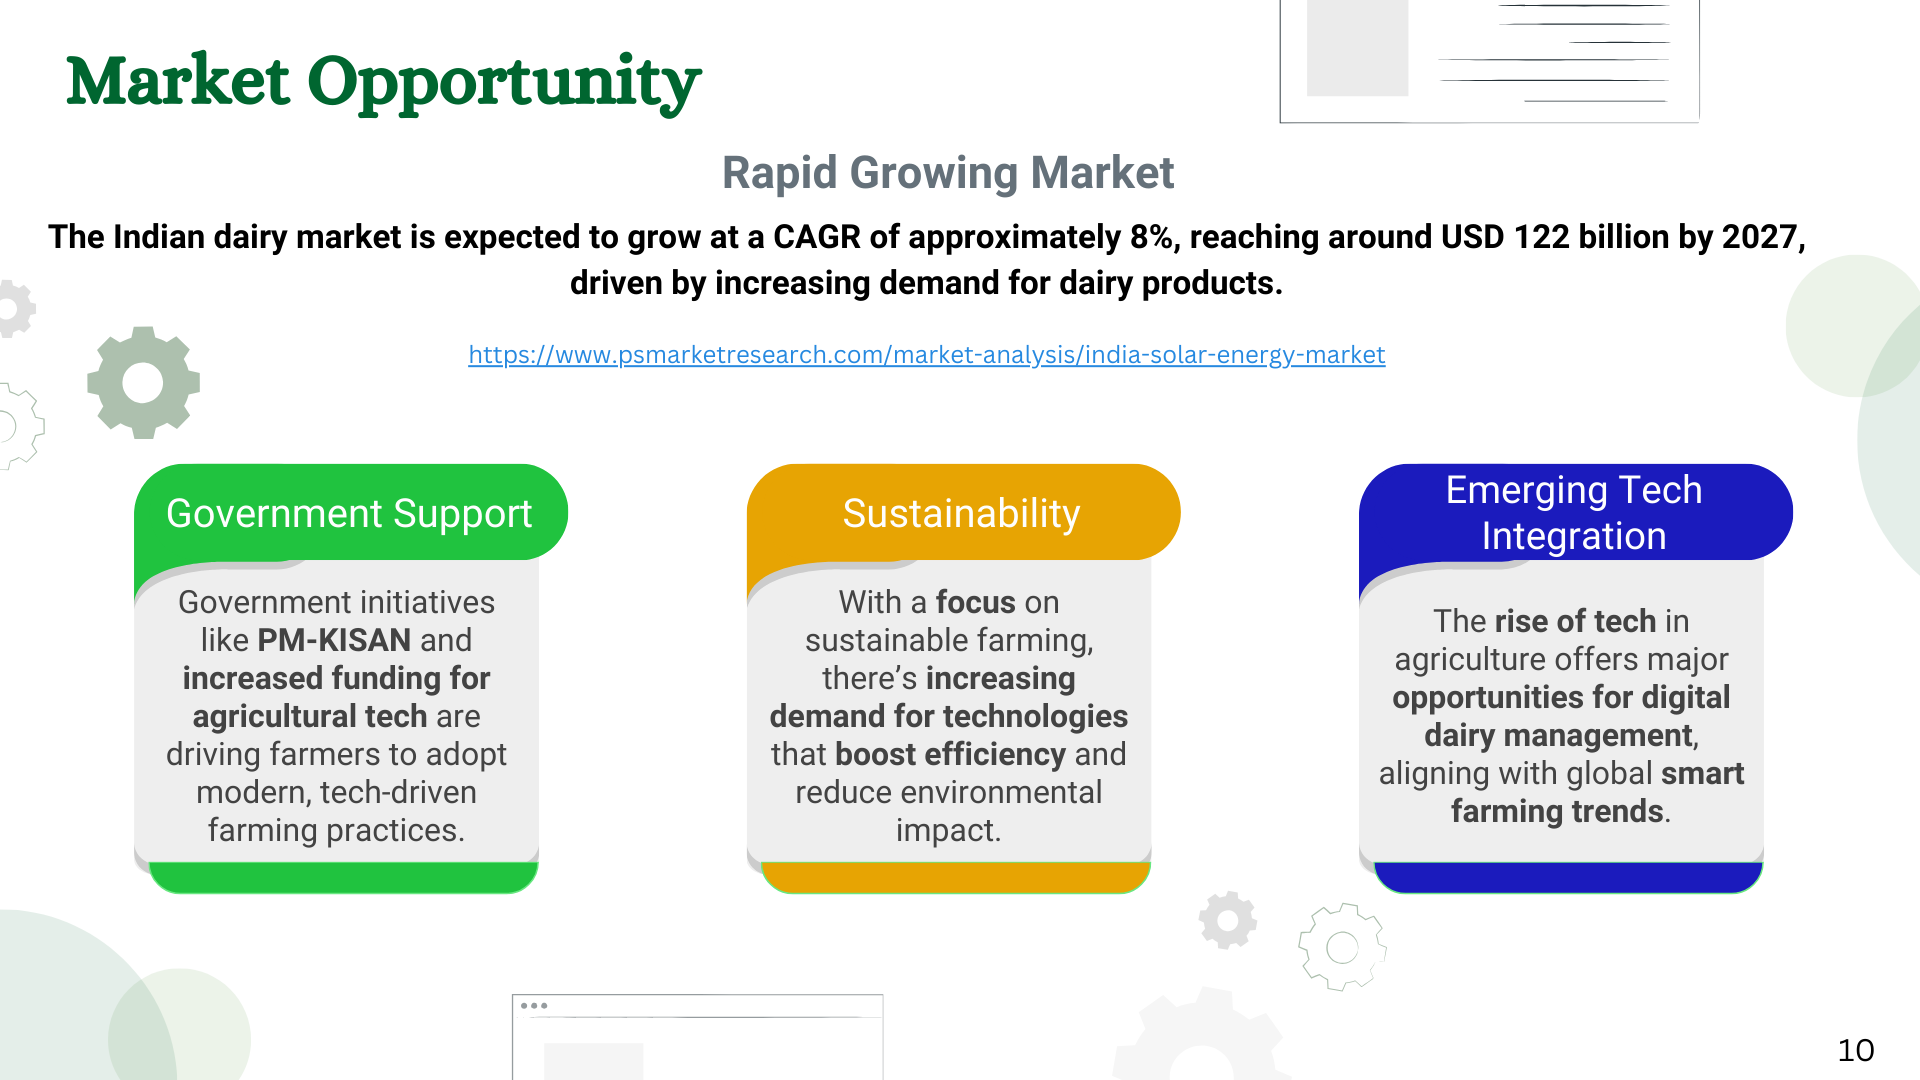 Market Opportunity
Rapid Growing Market
The Indian dairy market is expected to grow at a CAGR of approximately 8%, reaching around USD 122 billion by 2027,
driven by increasing demand for dairy products.
https://www.psmarketresearch.com/market-analysis/india-solar-energy-market
Government Support
Government initiatives
like PM-KISAN and
increased funding for
agricultural tech are
driving farmers to adopt
modern, tech-driven
farming practices.
Sustainability
With a focus on
sustainable farming,
there’s increasing
demand for technologies
that boost efficiency and
reduce environmental
impact.
Emerging Tech
Integration
The rise of tech in
agriculture offers major
opportunities for digital
dairy management,
aligning with global smart
farming trends.
10